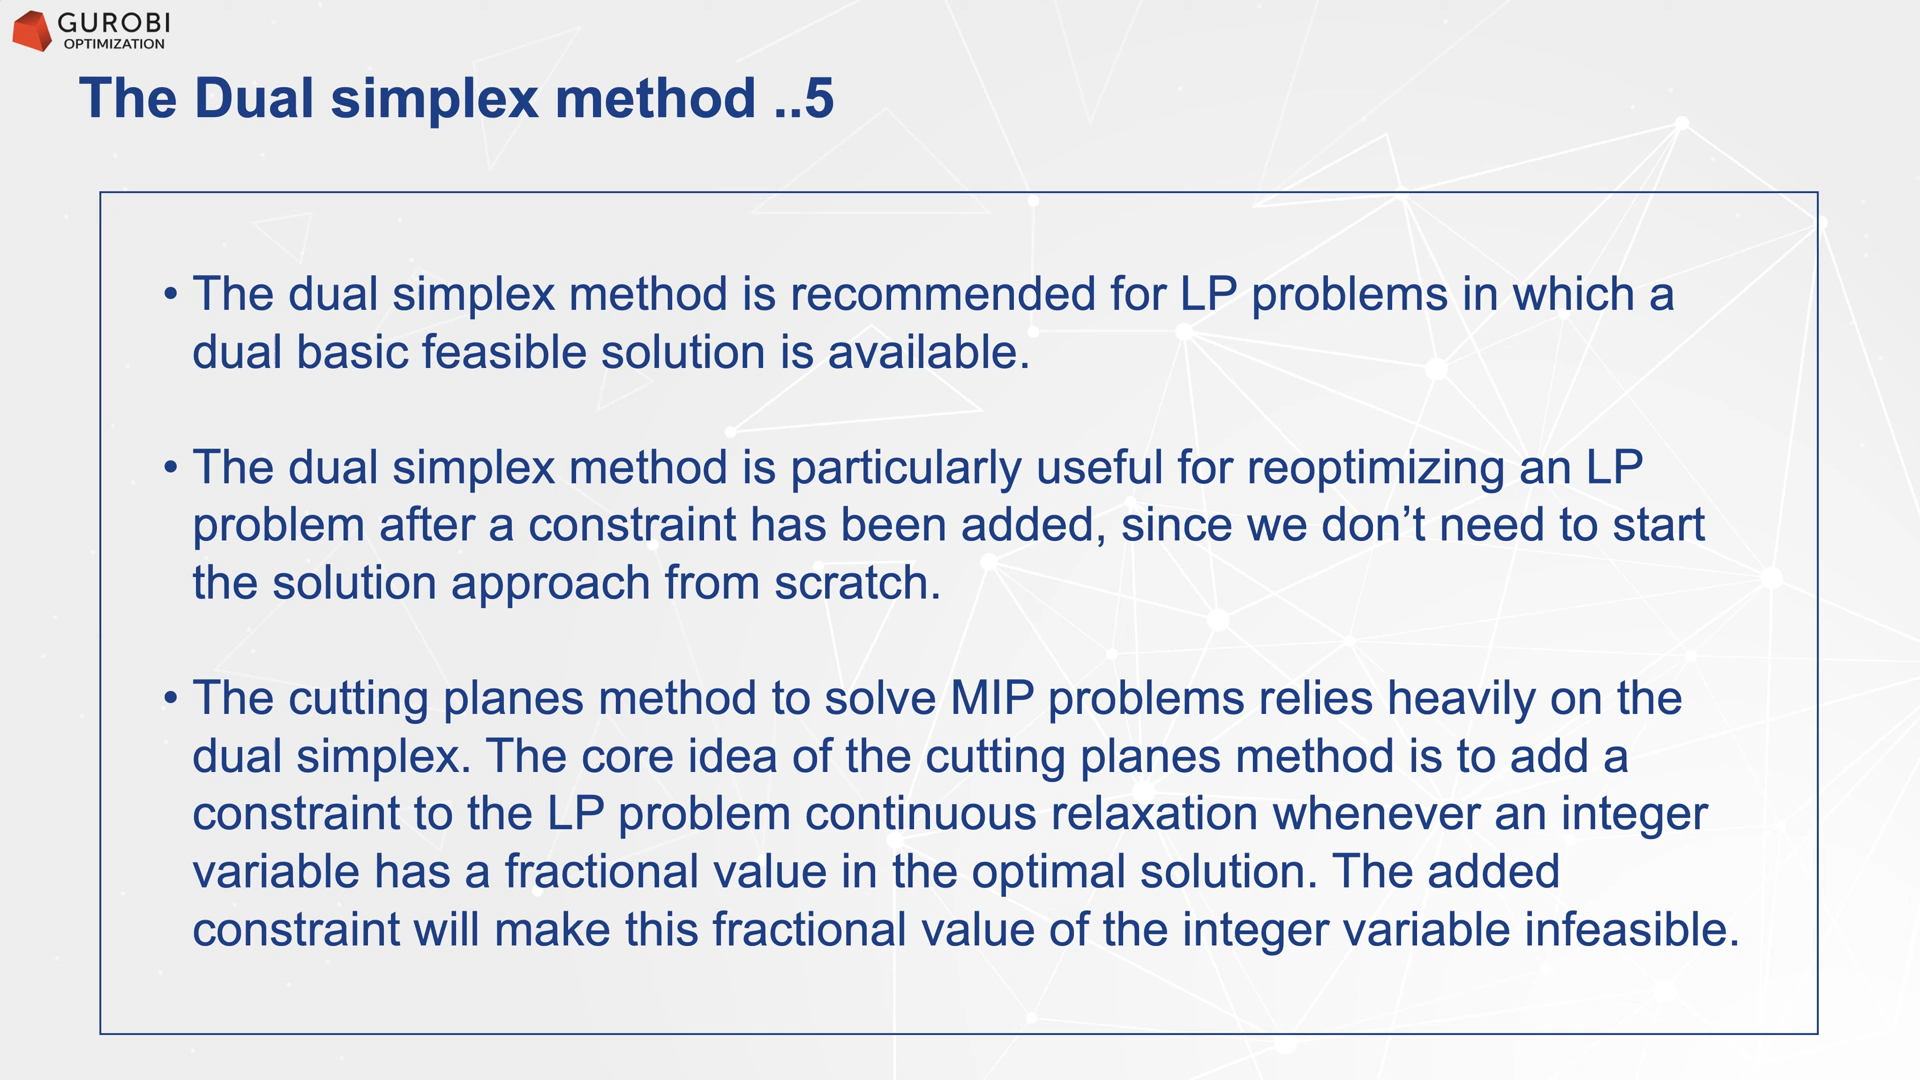 GUROBI
OPTIMIZATION
The Dual simplex method ..5
• The dual simplex method is recommended for LP problems in which a
dual basic feasible solution is available.
• The dual simplex method is particularly useful for reoptimizing an LP
problem after a constraint has been added, since we don’t need to start
the solution approach from scratch.
• The cutting planes method to solve MIP problems relies heavily on the
dual simplex. The core idea of the cutting planes method is to add a
constraint to the LP problem continuous relaxation whenever an integer
variable has a fractional value in the optimal solution. The added
constraint will make this fractional value of the integer variable infeasible.